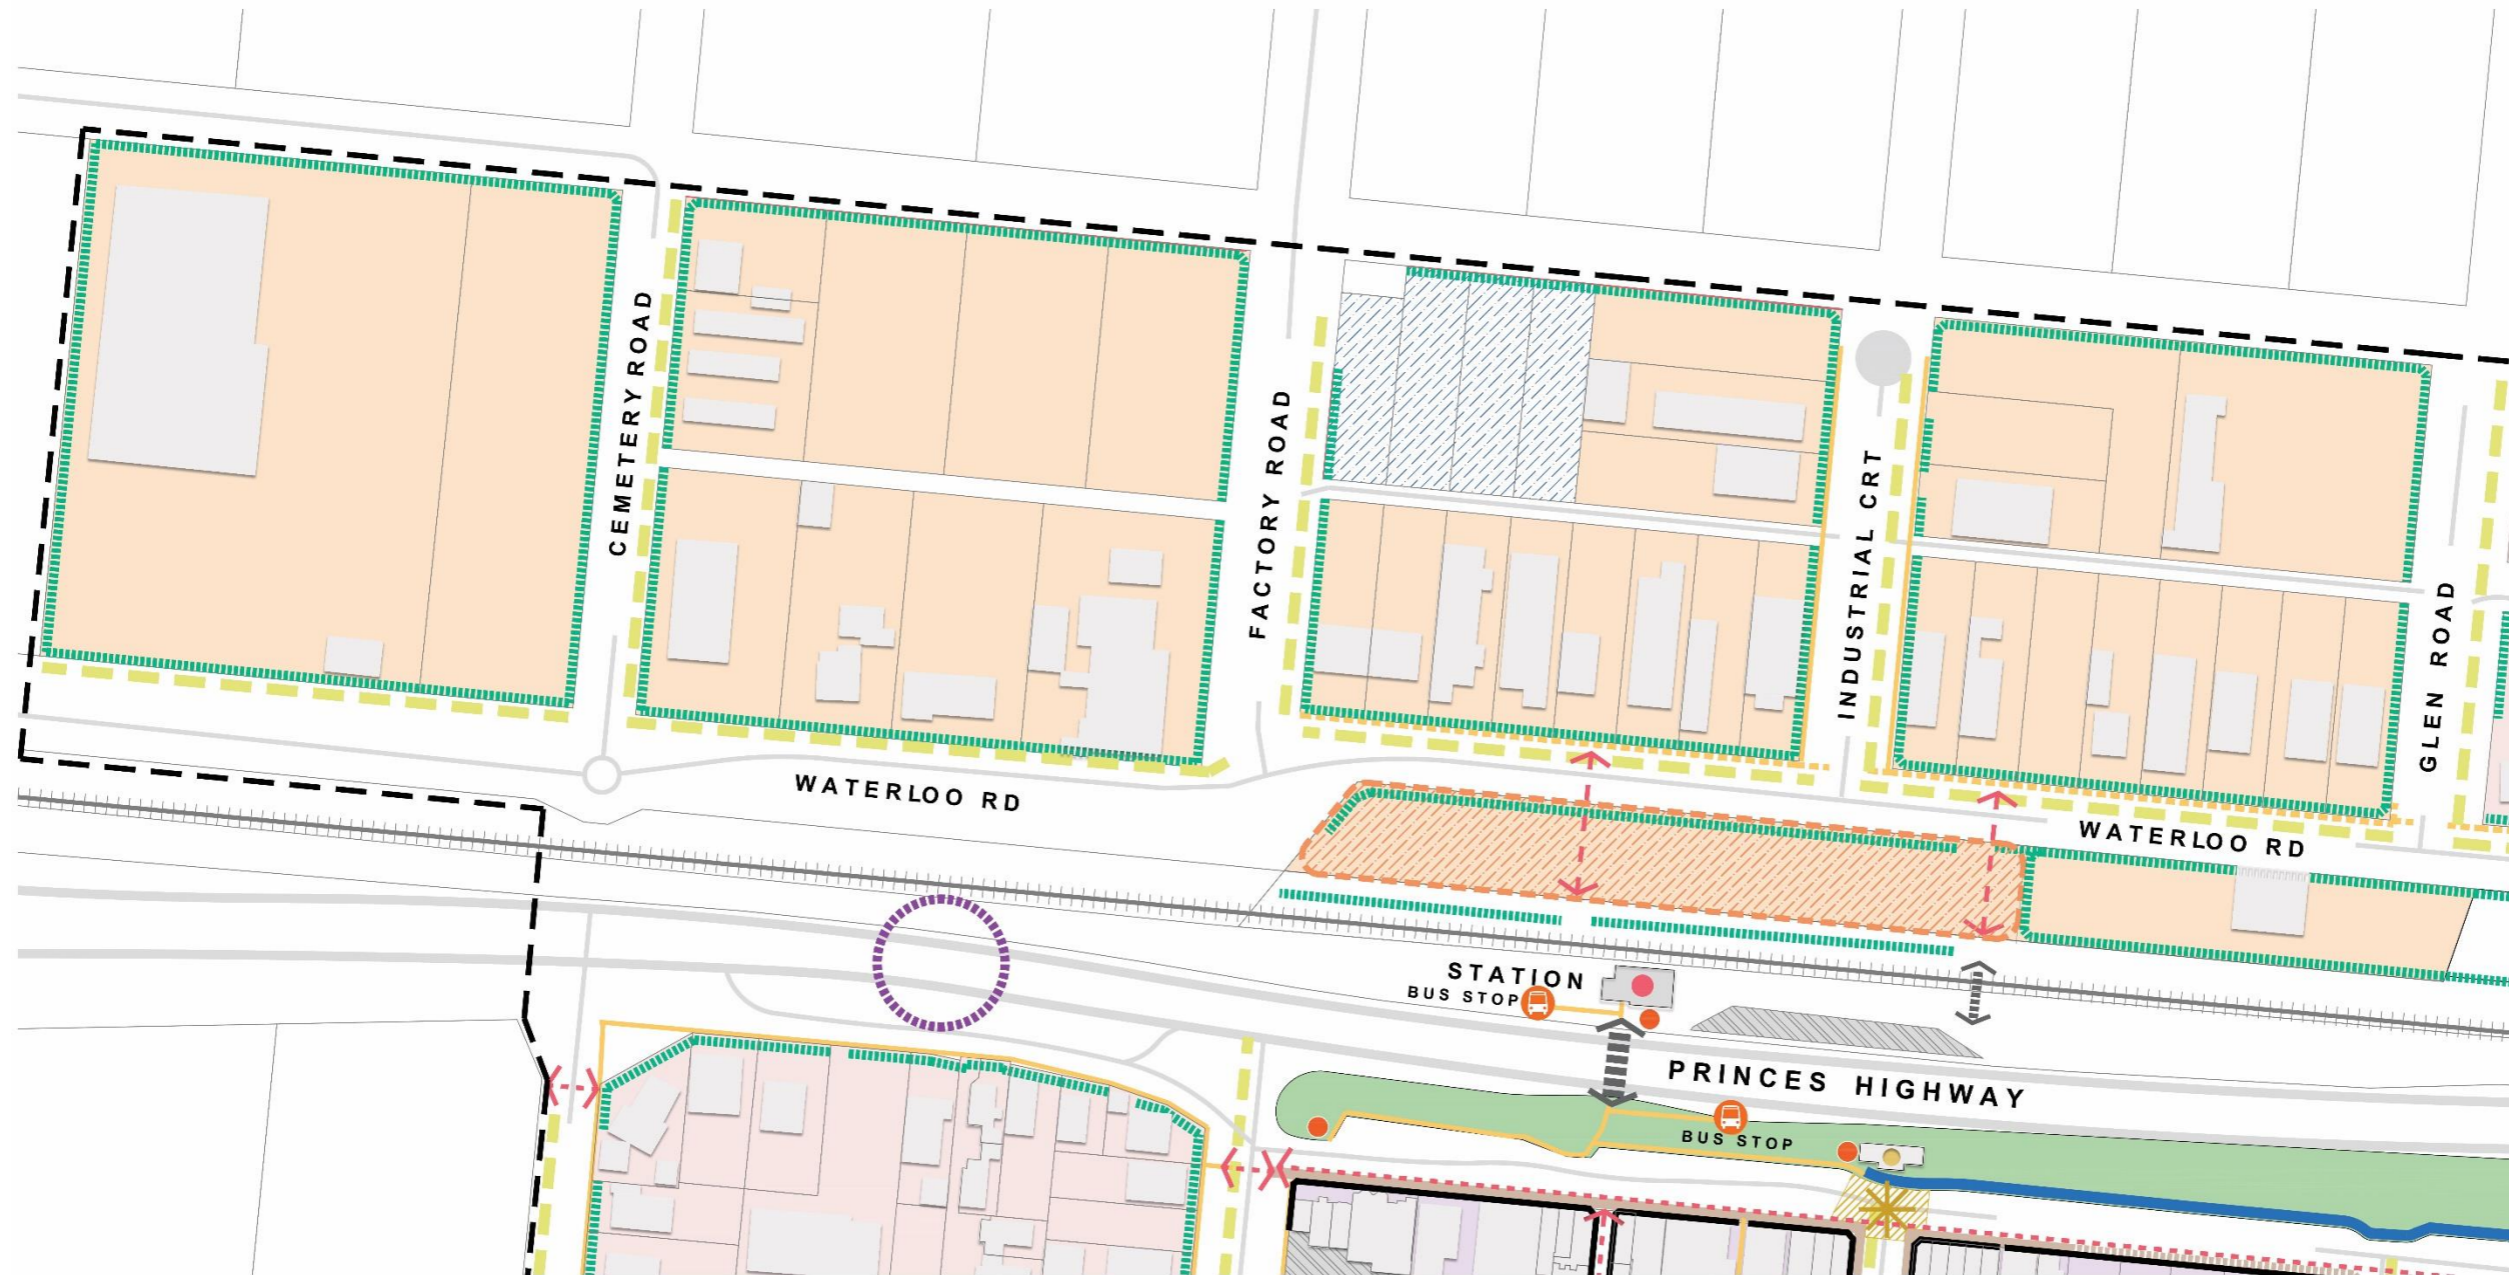 CEMETERY ROAD
FACTORY ROAD
INDUSTRIAL CRT
GLEN ROAD
WATERLOO RD
WATERLOO RD
STATION
BUS STOP
PRINCES HIGHWAY
BUS STOP